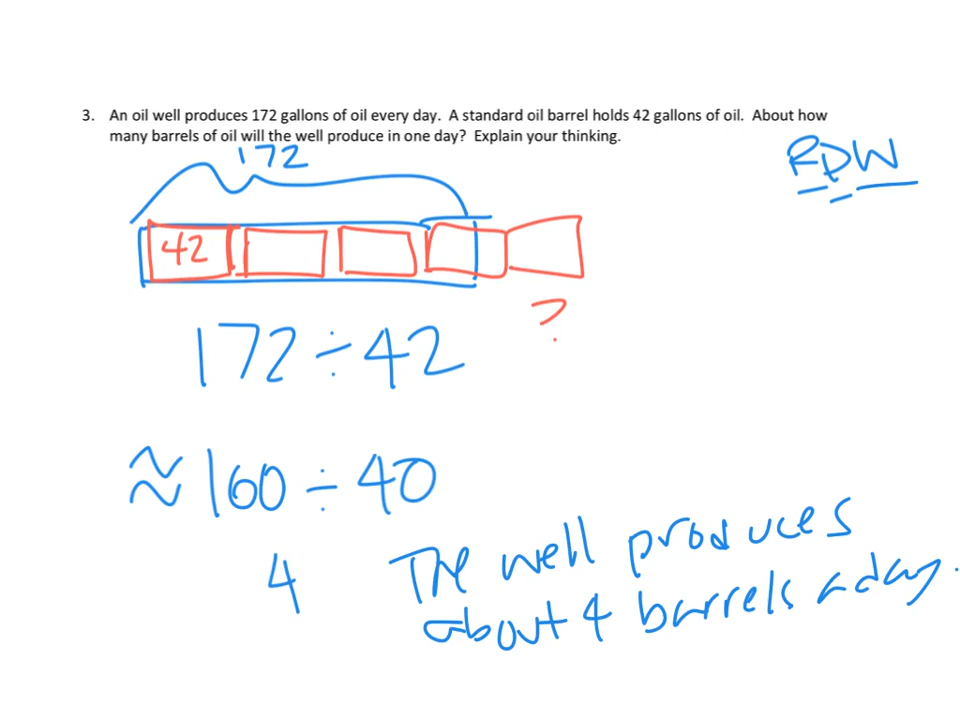 3. An oil well produces 172 gallons of oil every day. A standard oil barrel holds 42 gallons of oil. About how
many barrels of oil will the well produce in one day? Explain your thinking.
RDW
172
42
?
172 ÷ 42
≈ 160 ÷ 40
4
The well produces
about 4 barrels a day.